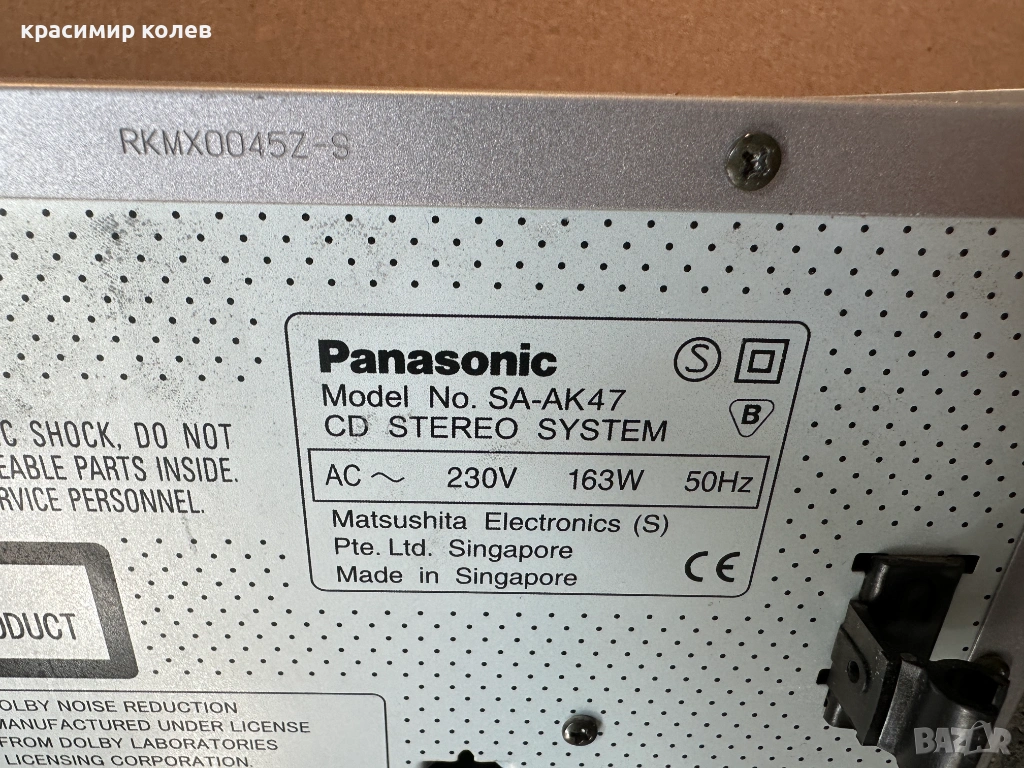 красимир колев
RKMX0045Z-S
Panasonic
Model No. SA-AK47
CD STEREO SYSTEM
S
B
AC ～ 230V 163W 50Hz
Matsushita Electronics (S)
Pte. Ltd. Singapore
Made in Singapore
CE
C SHOCK, DO NOT
EABLE PARTS INSIDE.
RVICE PERSONNEL.
ODUCT
OLBY NOISE REDUCTION
MANUFACTURED UNDER LICENSE
FROM DOLBY LABORATORIES
LICENSING CORPORATION.
BAZAR